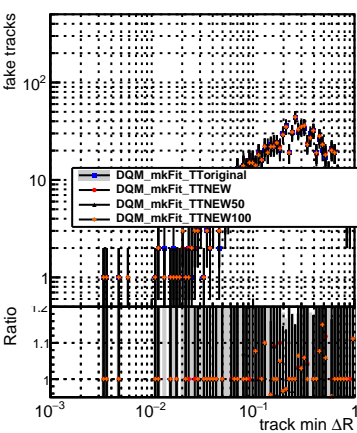 fake tracks
10²
10
1
DQM_mkFit_TToriginal
DQM_mkFit_TTNEW
DQM_mkFit_TTNEW50
DQM_mkFit_TTNEW100
Ratio
1.2
1.1
1
10⁻³
10⁻²
10⁻¹
1
track min ΔR